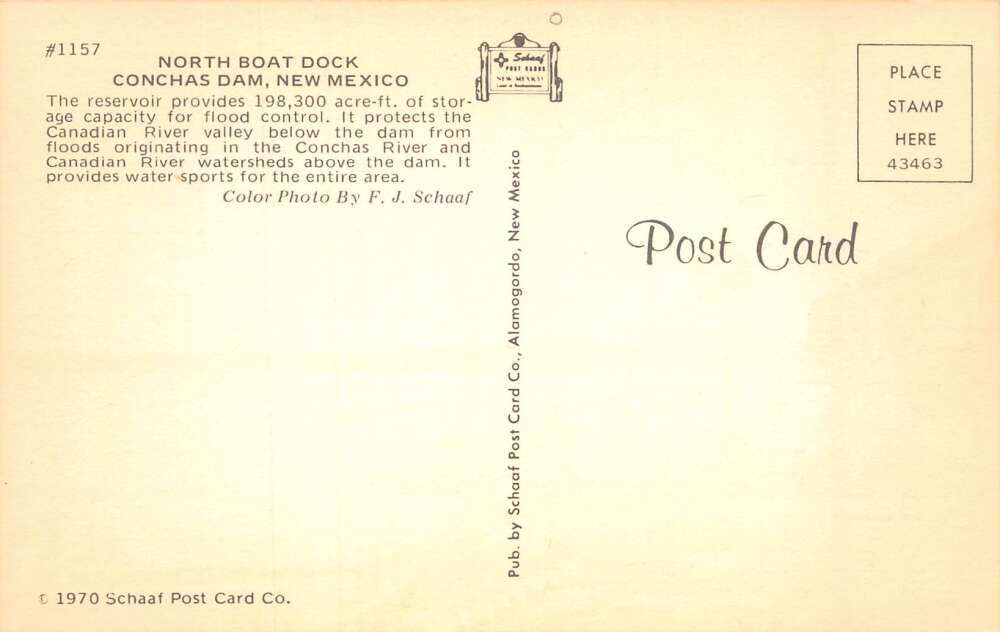 #1157
NORTH BOAT DOCK
CONCHAS DAM, NEW MEXICO
The reservoir provides 198,300 acre-ft. of stor-
age capacity for flood control. It protects the
Canadian River valley below the dam from
floods originating in the Conchas River and
Canadian River watersheds above the dam. It
provides water sports for the entire area.
Color Photo By F. J. Schaaf
Schaaf
POST CARDS
NEW MEXICO
Pub. by Schaaf Post Card Co., Alamogordo, New Mexico
PLACE
STAMP
HERE
43463
Post Card
© 1970 Schaaf Post Card Co.